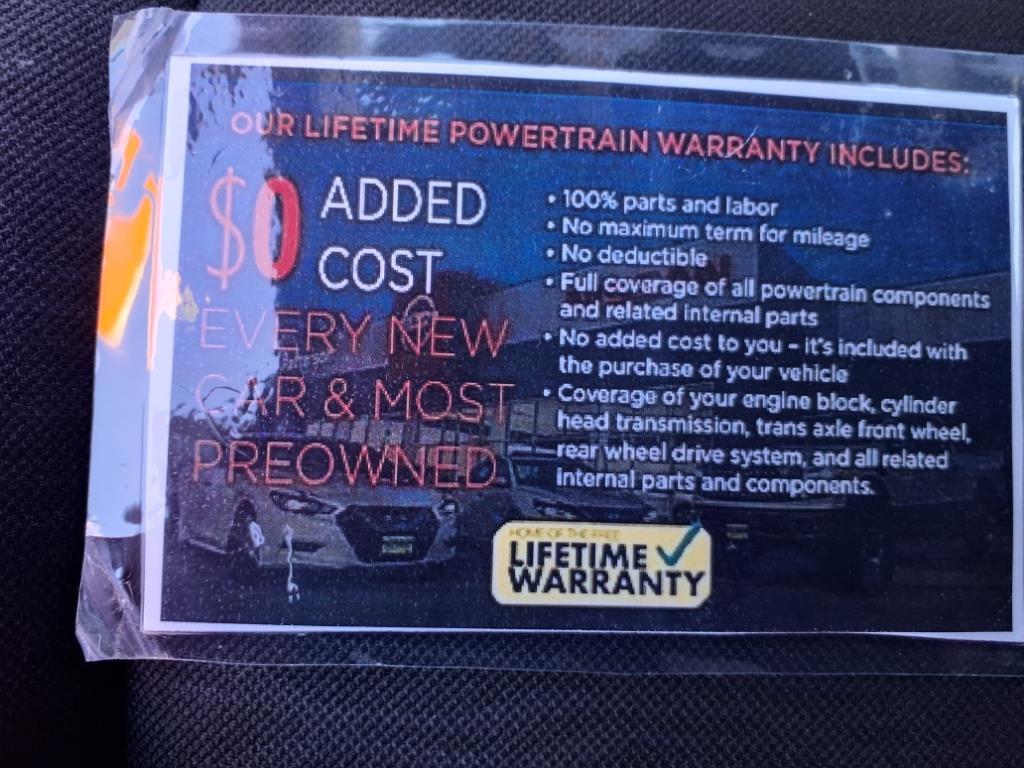 OUR LIFETIME POWERTRAIN WARRANTY INCLUDES:
$0 ADDED
COST
EVERY NEW
CAR & MOST
PREOWNED
• 100% parts and labor
• No maximum term for mileage
• No deductible
• Full coverage of all powertrain components
and related internal parts
• No added cost to you – it's included with
the purchase of your vehicle
• Coverage of your engine block, cylinder
head transmission, trans axle front wheel,
rear wheel drive system, and all related
internal parts and components.
HOME OF THE FREE
LIFETIME
WARRANTY